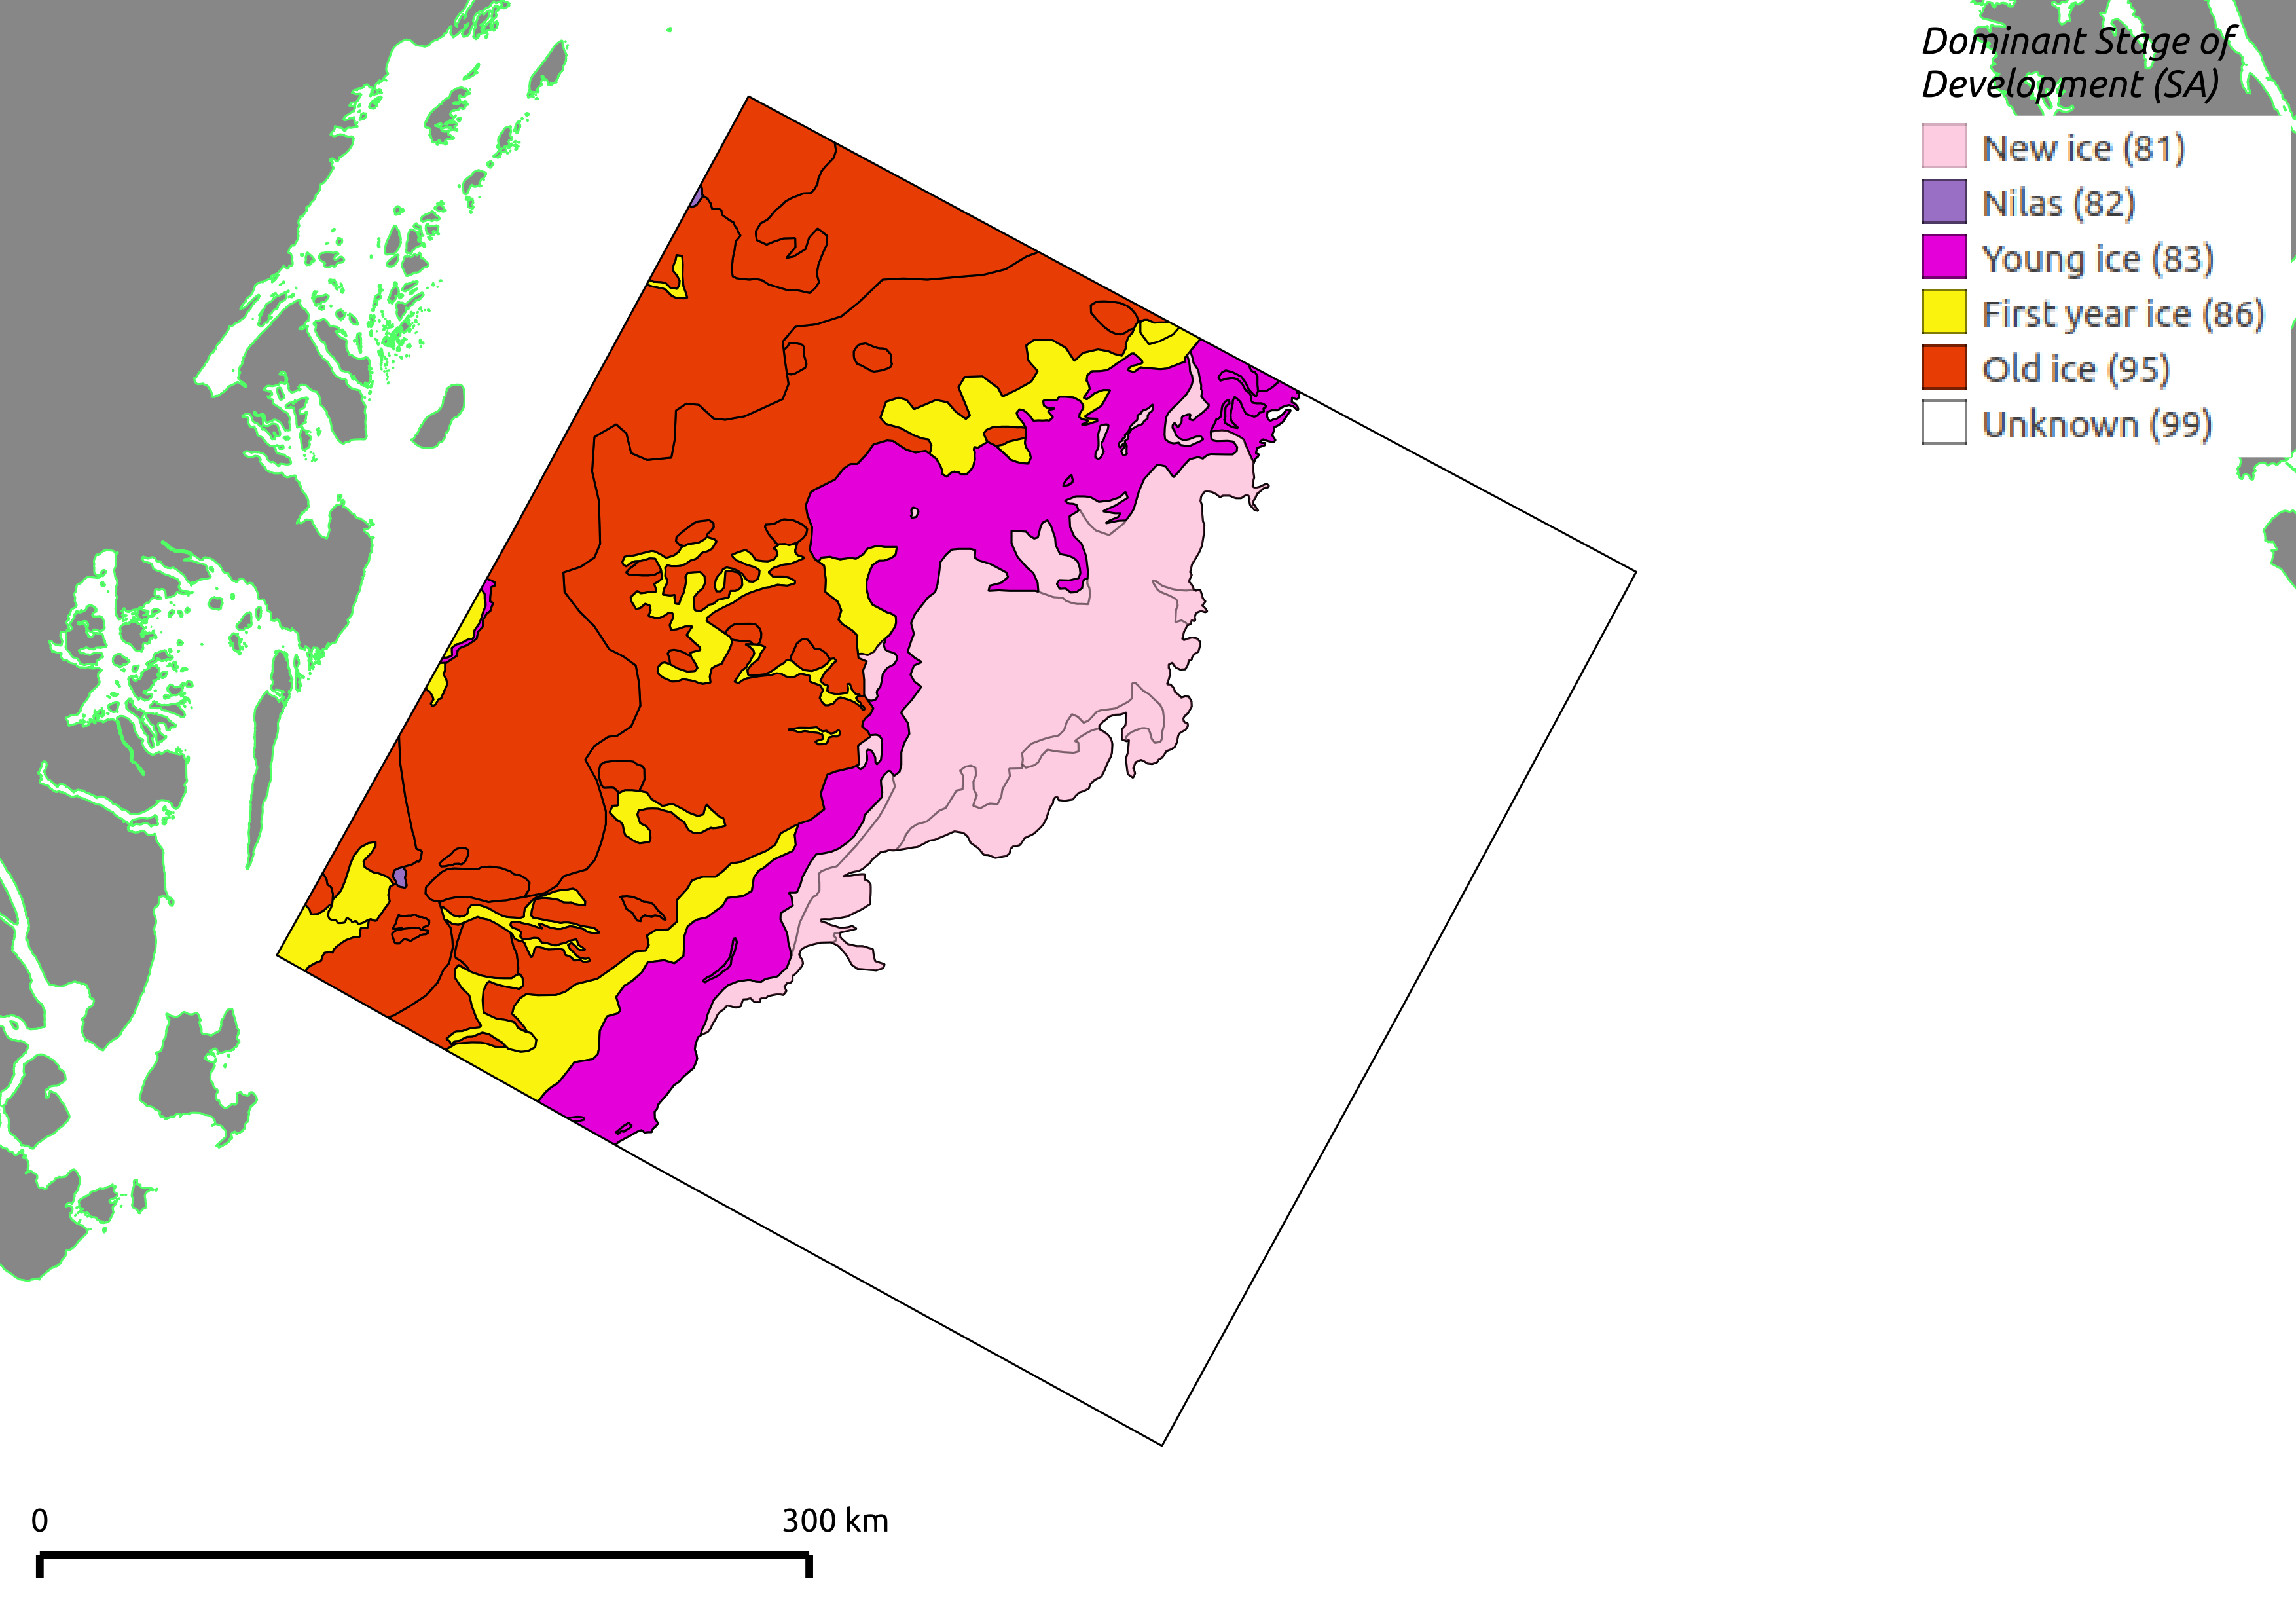 Dominant Stage of
Development (SA)
New ice (81)
Nilas (82)
Young ice (83)
First year ice (86)
Old ice (95)
Unknown (99)
0 300 km